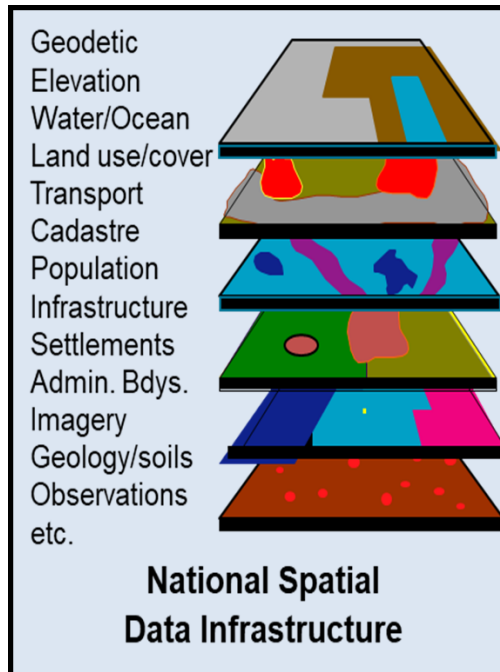 Geodetic
Elevation
Water/Ocean
Land use/cover
Transport
Cadastre
Population
Infrastructure
Settlements
Admin. Bdys.
Imagery
Geology/soils
Observations
etc.
National Spatial
Data Infrastructure